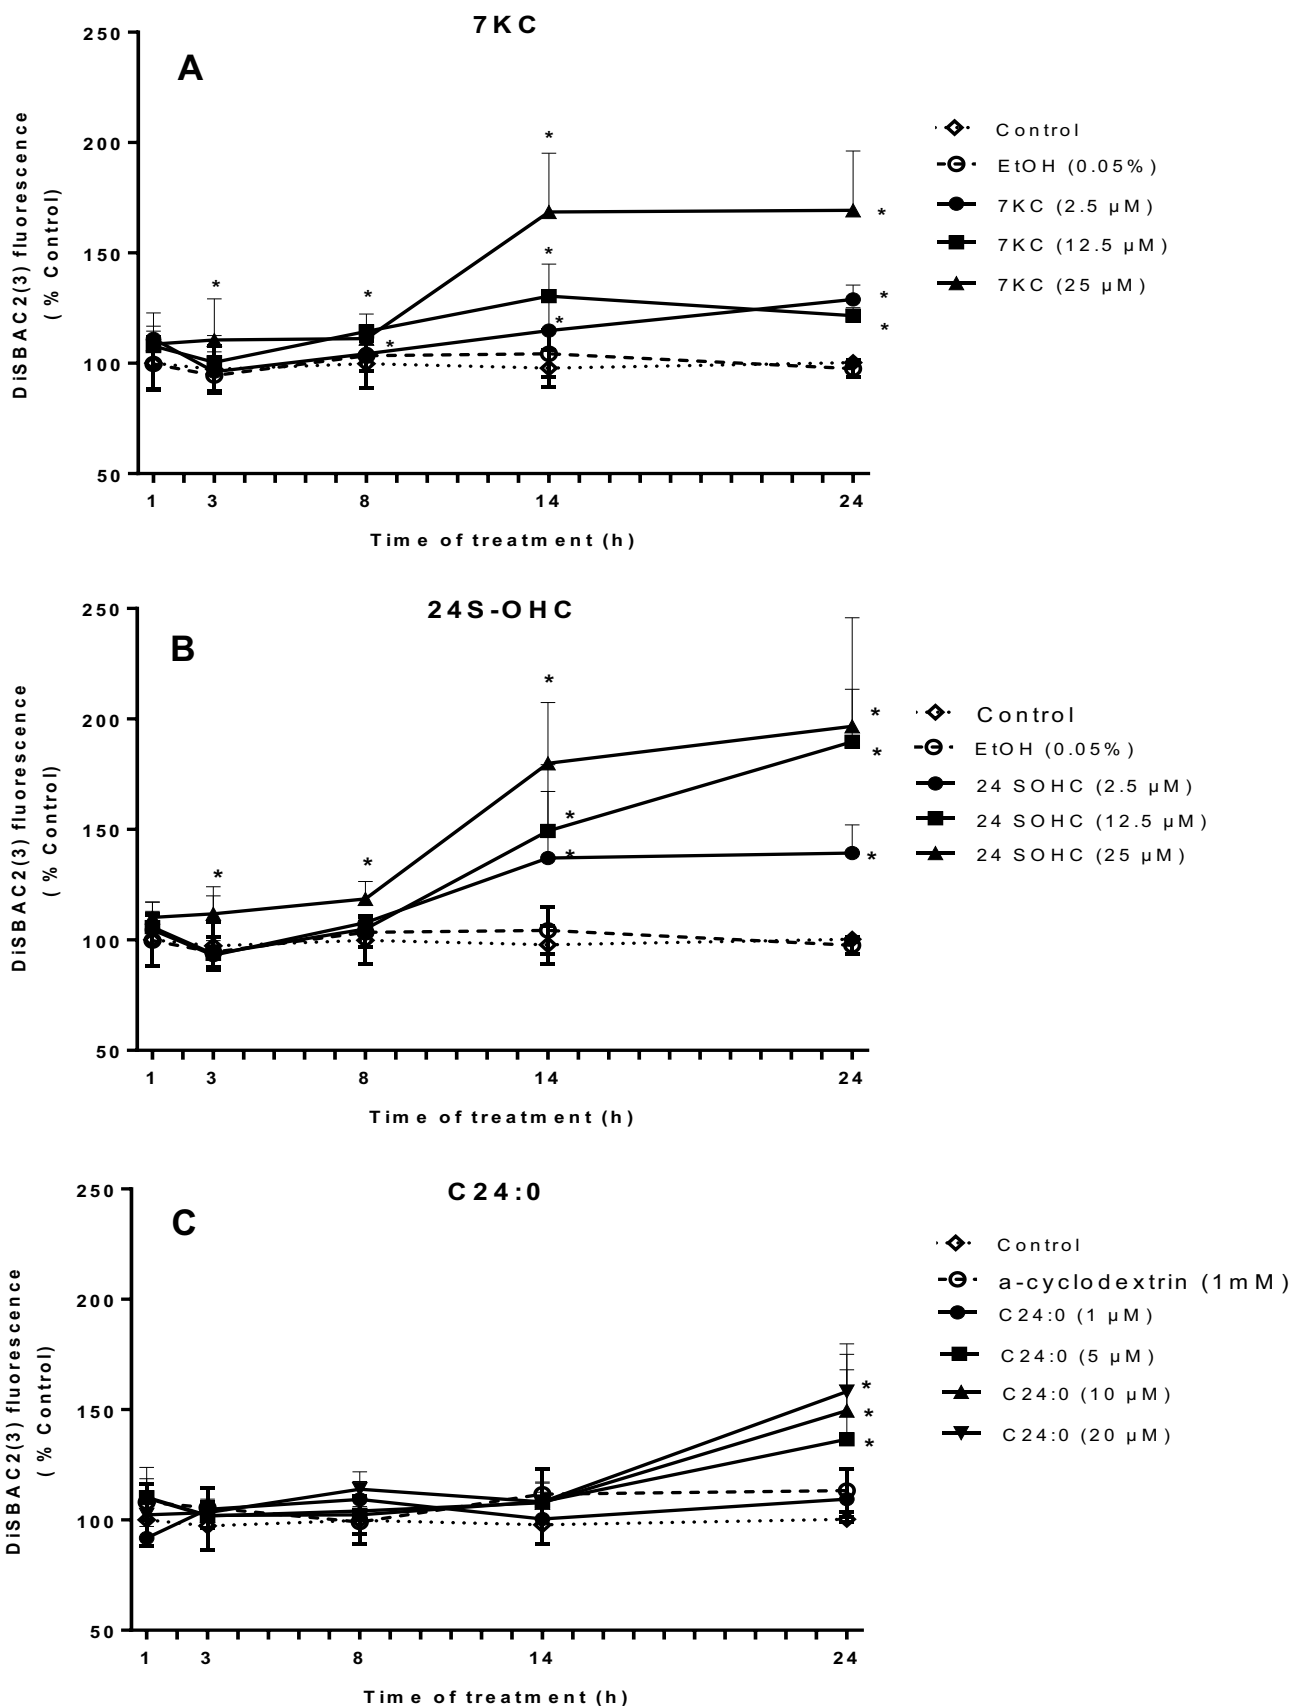 7KC
A
250
200
150
100
50
DiSBAC2(3) fluorescence
( % Control)
* * * * * * * * *
1 3 8 14 24
Time of treatment (h)
Control
EtOH (0.05%)
7KC (2.5 µM)
7KC (12.5 µM)
7KC (25 µM)
24S-OHC
B
250
200
150
100
50
DiSBAC2(3) fluorescence
( % Control)
* * * * * * * *
1 3 8 14 24
Time of treatment (h)
Control
EtOH (0.05%)
24 SOHC (2.5 µM)
24 SOHC (12.5 µM)
24 SOHC (25 µM)
C24:0
C
250
200
150
100
50
DiSBAC2(3) fluorescence
( % Control)
* * *
1 3 8 14 24
Time of treatment (h)
Control
a-cyclodextrin (1mM)
C24:0 (1 µM)
C24:0 (5 µM)
C24:0 (10 µM)
C24:0 (20 µM)